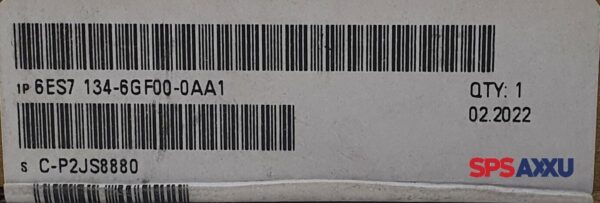 1P 6ES7 134-6GF00-0AA1
QTY: 1
02.2022
S C-P2JS8880
SPSAXXU